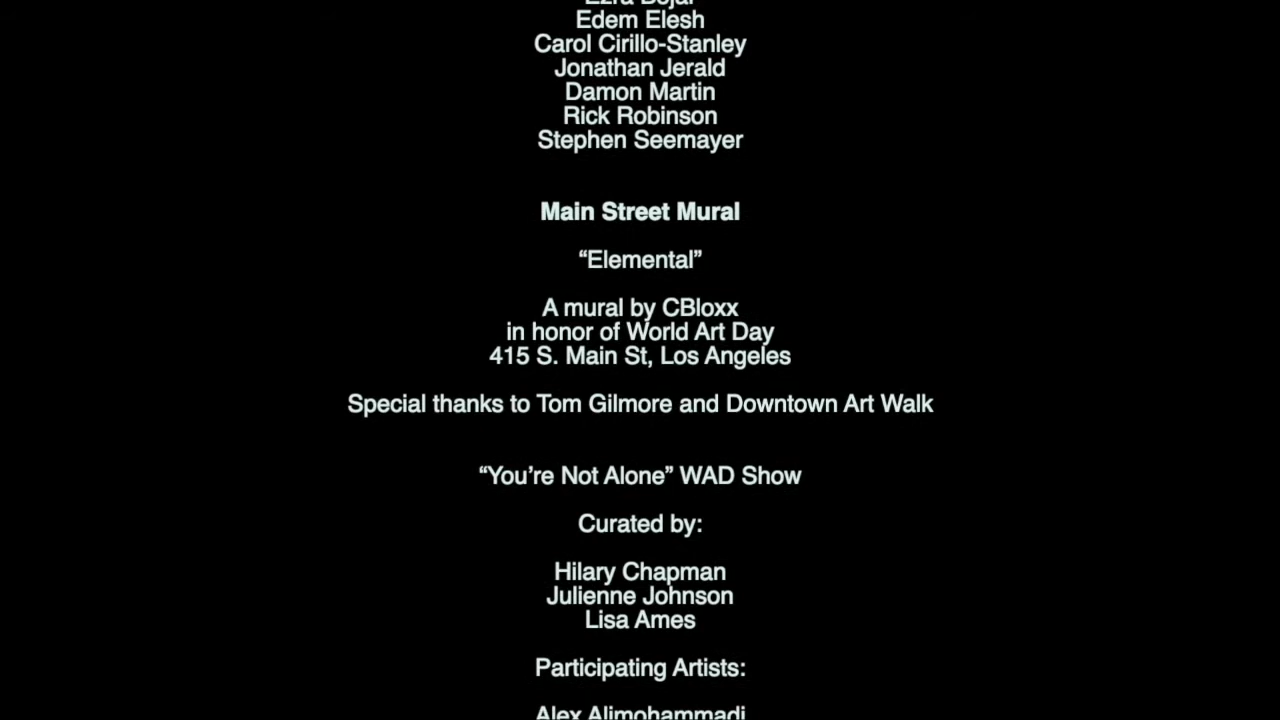 Edem Elesh
Carol Cirillo-Stanley
Jonathan Jerald
Damon Martin
Rick Robinson
Stephen Seemayer
Main Street Mural
“Elemental”
A mural by CBloxx
in honor of World Art Day
415 S. Main St, Los Angeles
Special thanks to Tom Gilmore and Downtown Art Walk
“You’re Not Alone” WAD Show
Curated by:
Hilary Chapman
Julienne Johnson
Lisa Ames
Participating Artists:
Alex Alimohammadi